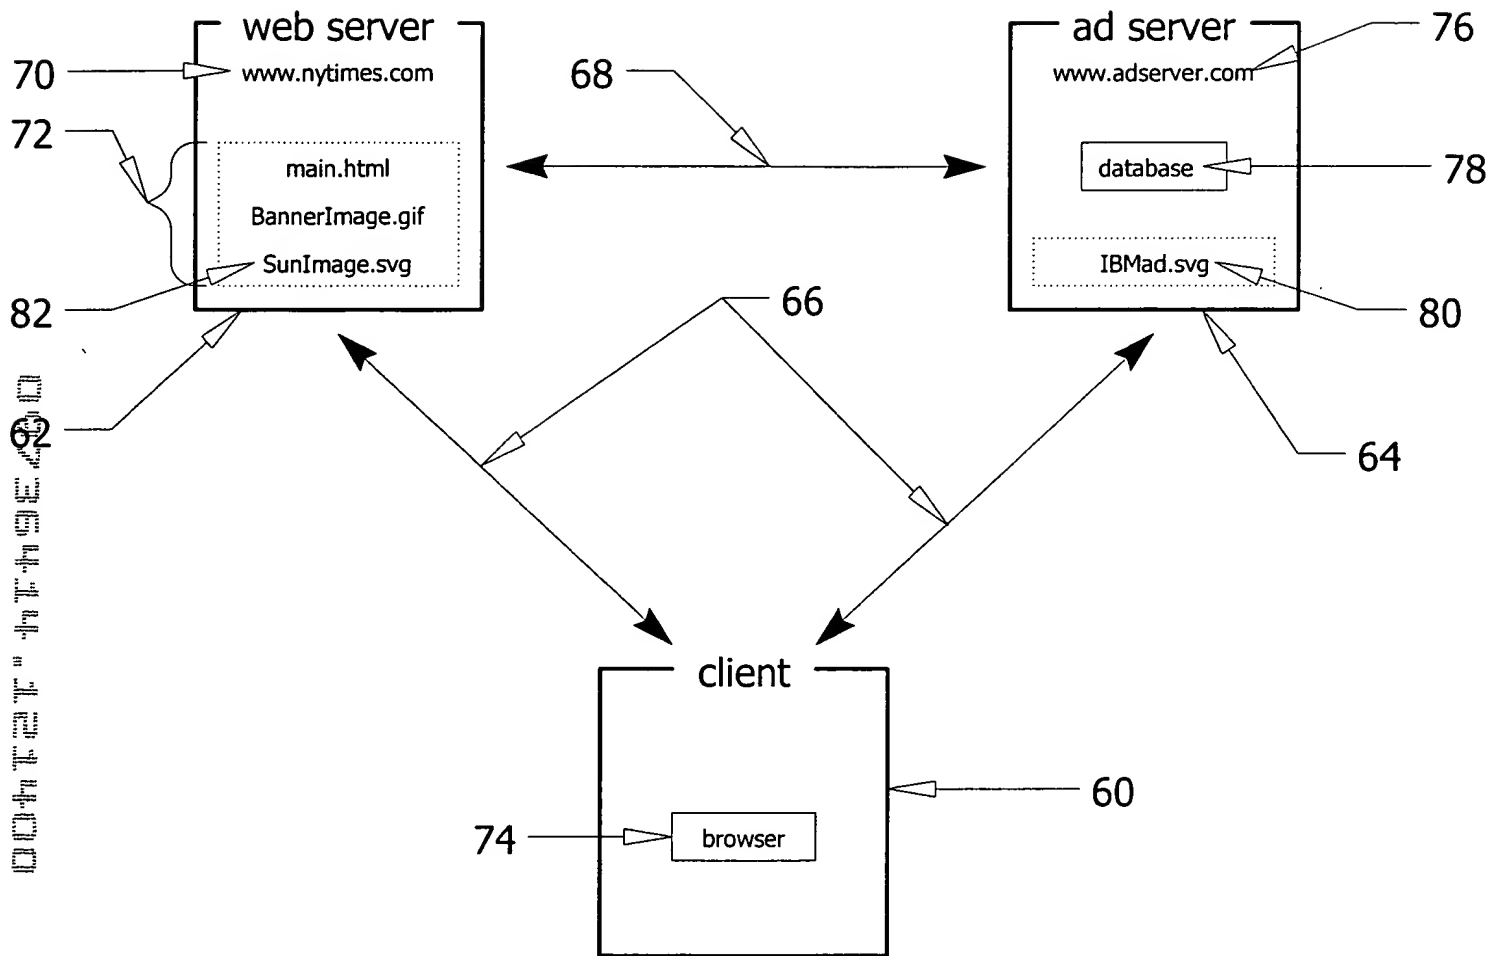 web server
ad server
70
www.nytimes.com
68
www.adserver.com
76
72
main.html
database
78
BannerImage.gif
SunImage.svg
IBMad.svg
82
66
80
62
64
client
60
74
browser